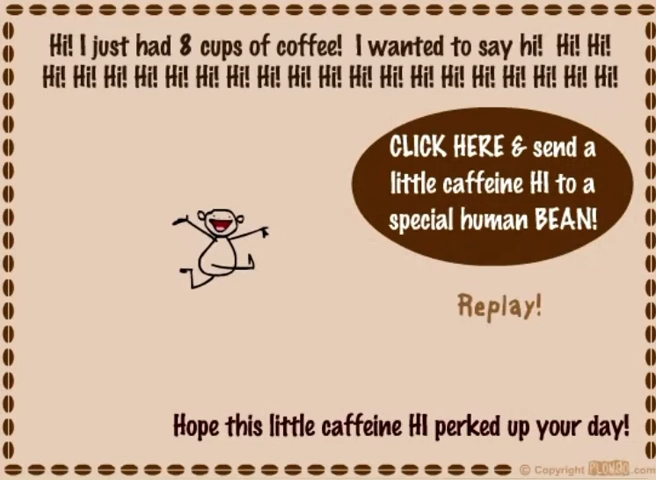 Hi! I just had 8 cups of coffee! I wanted to say hi! Hi! Hi!
Hi! Hi! Hi! Hi! Hi! Hi! Hi! Hi! Hi! Hi! Hi! Hi! Hi! Hi! Hi! Hi! Hi! Hi! Hi!
CLICK HERE & send a
little caffeine HI to a
special human BEAN!
Replay!
Hope this little caffeine HI perked up your day!
© Copyright .com